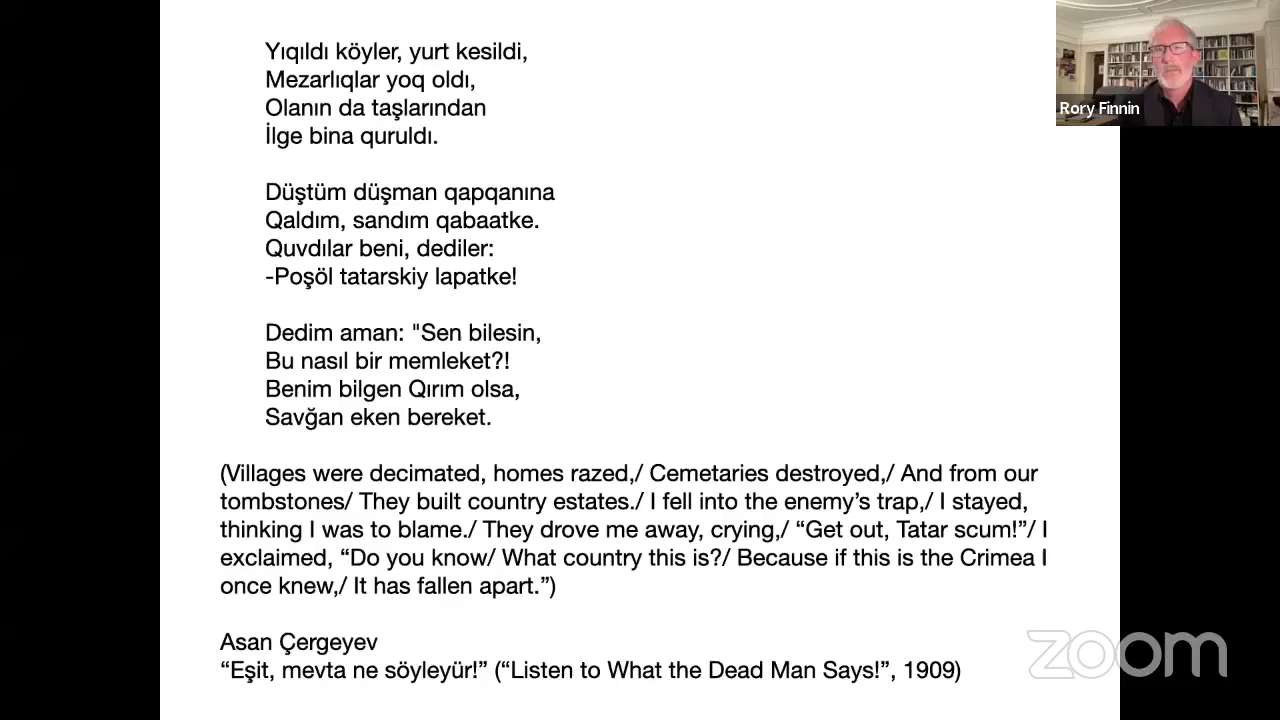 Yıqıldı köyler, yurt kesildi,
Mezarlıqlar yoq oldı,
Olanın da taşlarından
İlge bina quruldı.
Düştüm düşman qapqanına
Qaldım, sandım qabaatke.
Quvdılar beni, dediler:
-Poşöl tatarskiy lapatke!
Dedim aman: "Sen bilesin,
Bu nasıl bir memleket?!
Benim bilgen Qırım olsa,
Savğan eken bereket.
(Villages were decimated, homes razed,/ Cemetaries destroyed,/ And from our
tombstones/ They built country estates./ I fell into the enemy’s trap,/ I stayed,
thinking I was to blame./ They drove me away, crying,/ “Get out, Tatar scum!”/ I
exclaimed, “Do you know/ What country this is?/ Because if this is the Crimea I
once knew,/ It has fallen apart.”)
Asan Çergeyev
“Eşit, mevta ne söyleyür!” (“Listen to What the Dead Man Says!”, 1909)
Rory Finnin
zoom